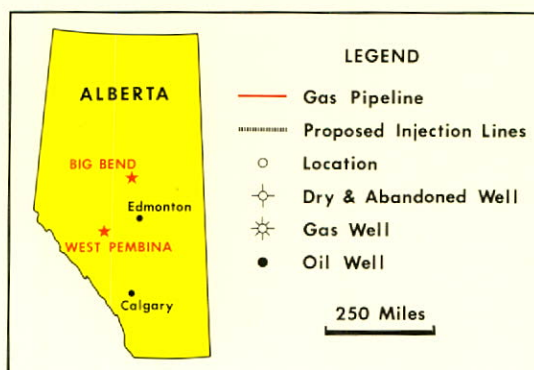 ALBERTA
BIG BEND
Edmonton
WEST PEMBINA
Calgary
LEGEND
Gas Pipeline
Proposed Injection Lines
Location
Dry & Abandoned Well
Gas Well
Oil Well
250 Miles